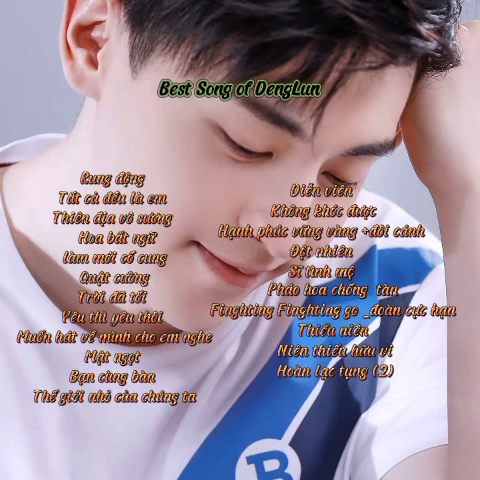 Best Song of DengLun
Rung động
Tất cả đều là em
Thiên địa vô sương
Hoa bất ngữ
làm mới cố cung
Quật cường
Trời đã tối
Yêu thì yêu thôi
Muốn hát về mình cho em nghe
Mật ngọt
Bạn cùng bàn
Thế giới nhỏ của chúng ta
Diễn viên
Không khóc được
Hạnh phúc vững vàng +đôi cánh
Đột nhiên
Si tình mộ
Pháo hoa chống tàn
Finghting Finghting go _đoàn cực hạn
Thiếu niên
Niên thiếu hữu vi
Hoàn lạc tụng (2)
B